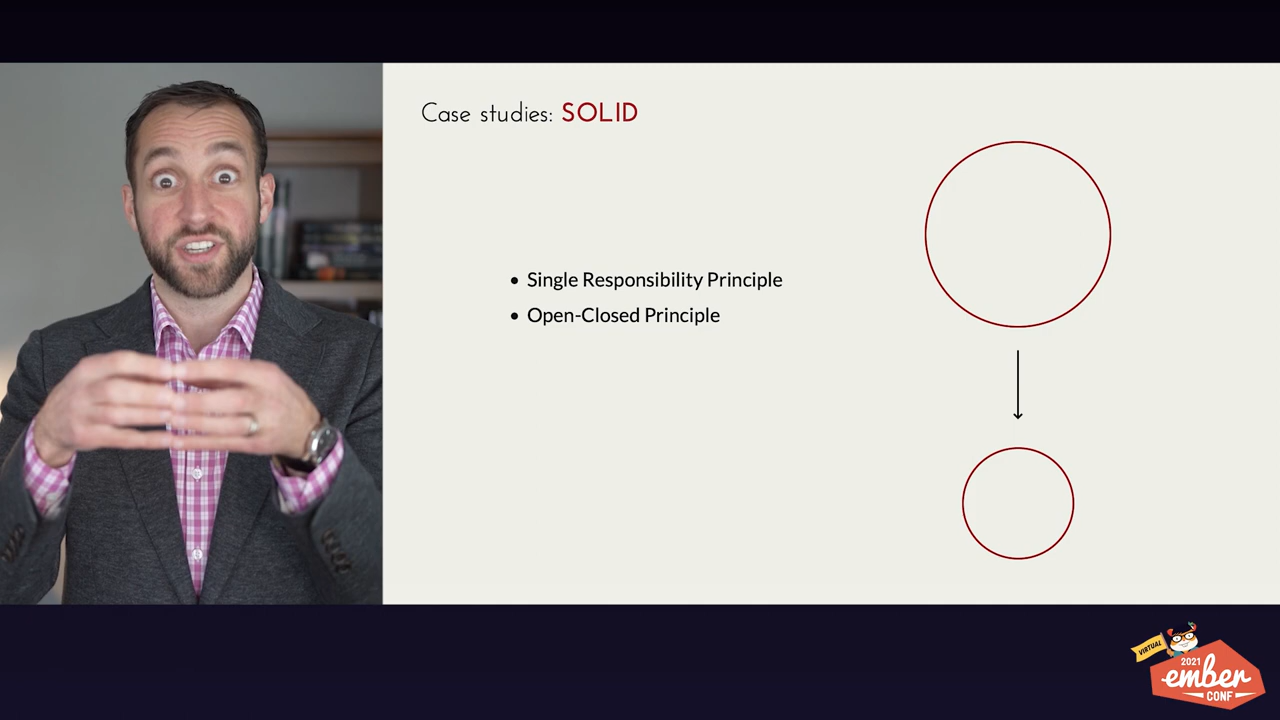 Case studies: SOLID
• Single Responsibility Principle
• Open-Closed Principle
VIRTUAL
2021
ember
CONF